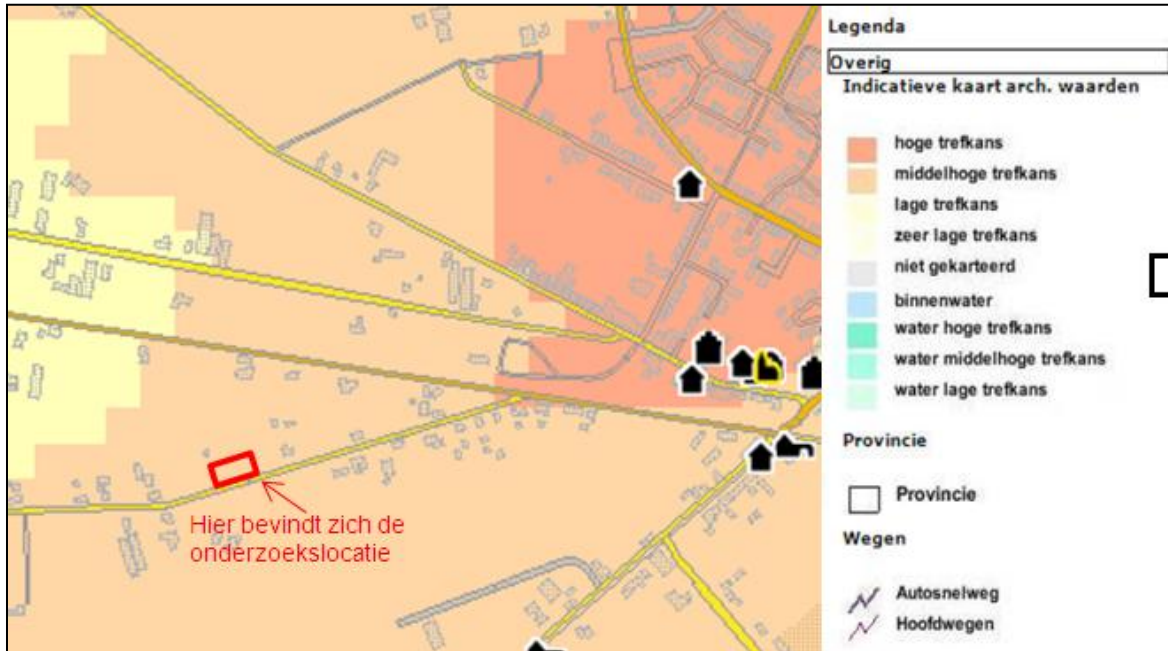 Hier bevindt zich de
onderzoekslocatie
Legenda
Overig
Indicatieve kaart arch. waarden
hoge trefkans
middelhoge trefkans
lage trefkans
zeer lage trefkans
niet gekarteerd
binnenwater
water hoge trefkans
water middelhoge trefkans
water lage trefkans
Provincie
Provincie
Wegen
Autosnelweg
Hoofdwegen